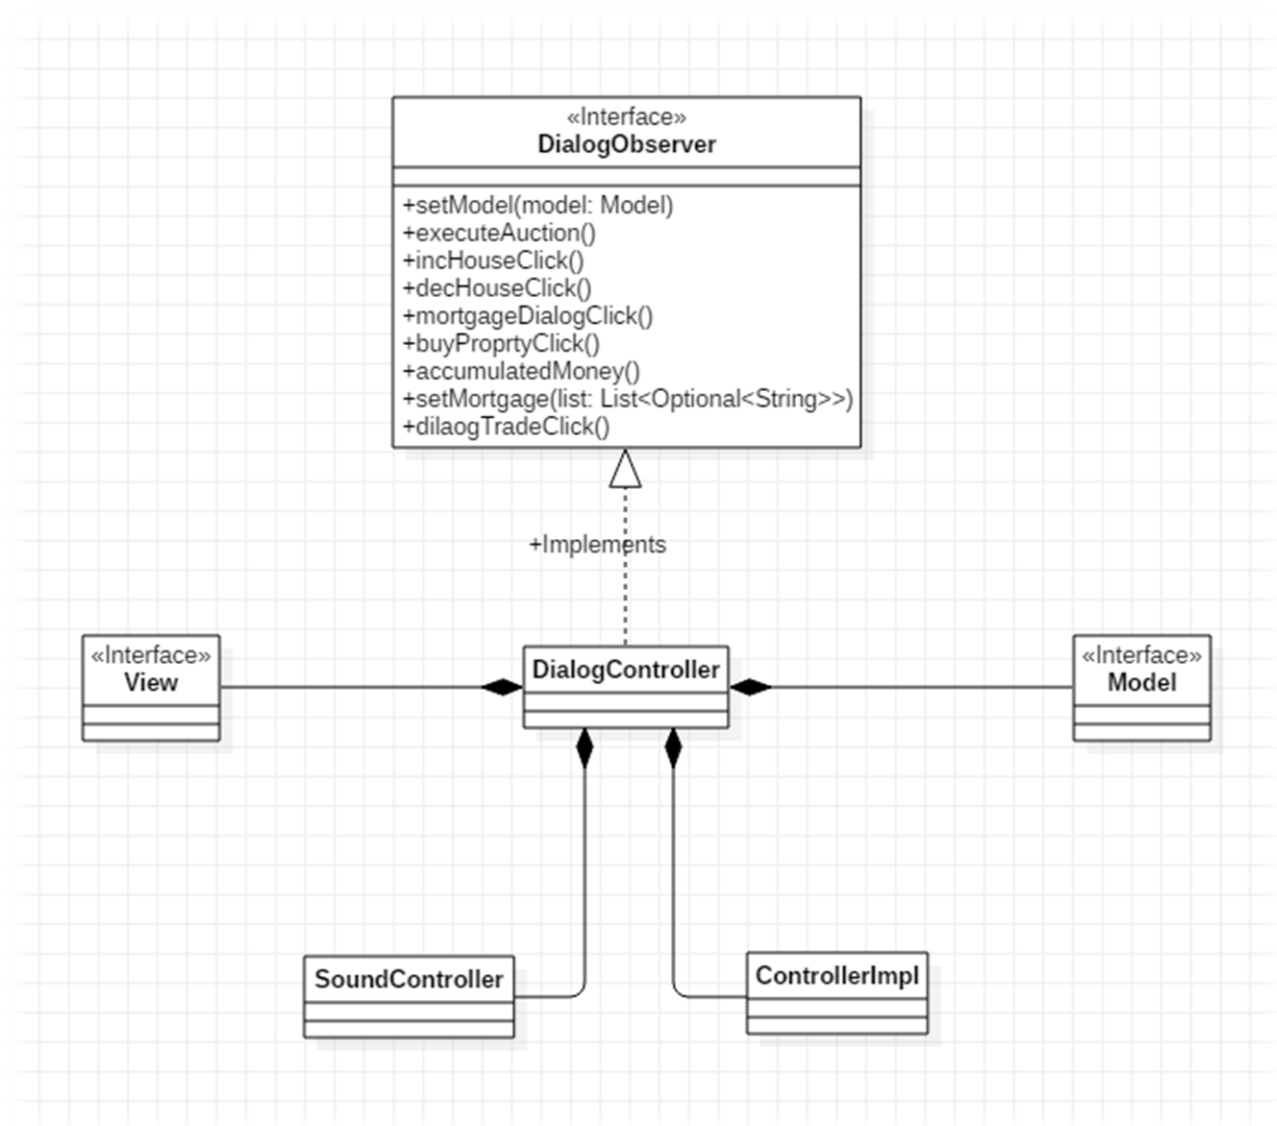 «Interface»
DialogObserver
+setModel(model: Model)
+executeAuction()
+incHouseClick()
+decHouseClick()
+mortgageDialogClick()
+buyProprtyClick()
+accumulatedMoney()
+setMortgage(list: List<Optional<String>>)
+dilaogTradeClick()
+Implements
«Interface»
View
DialogController
«Interface»
Model
SoundController
ControllerImpl